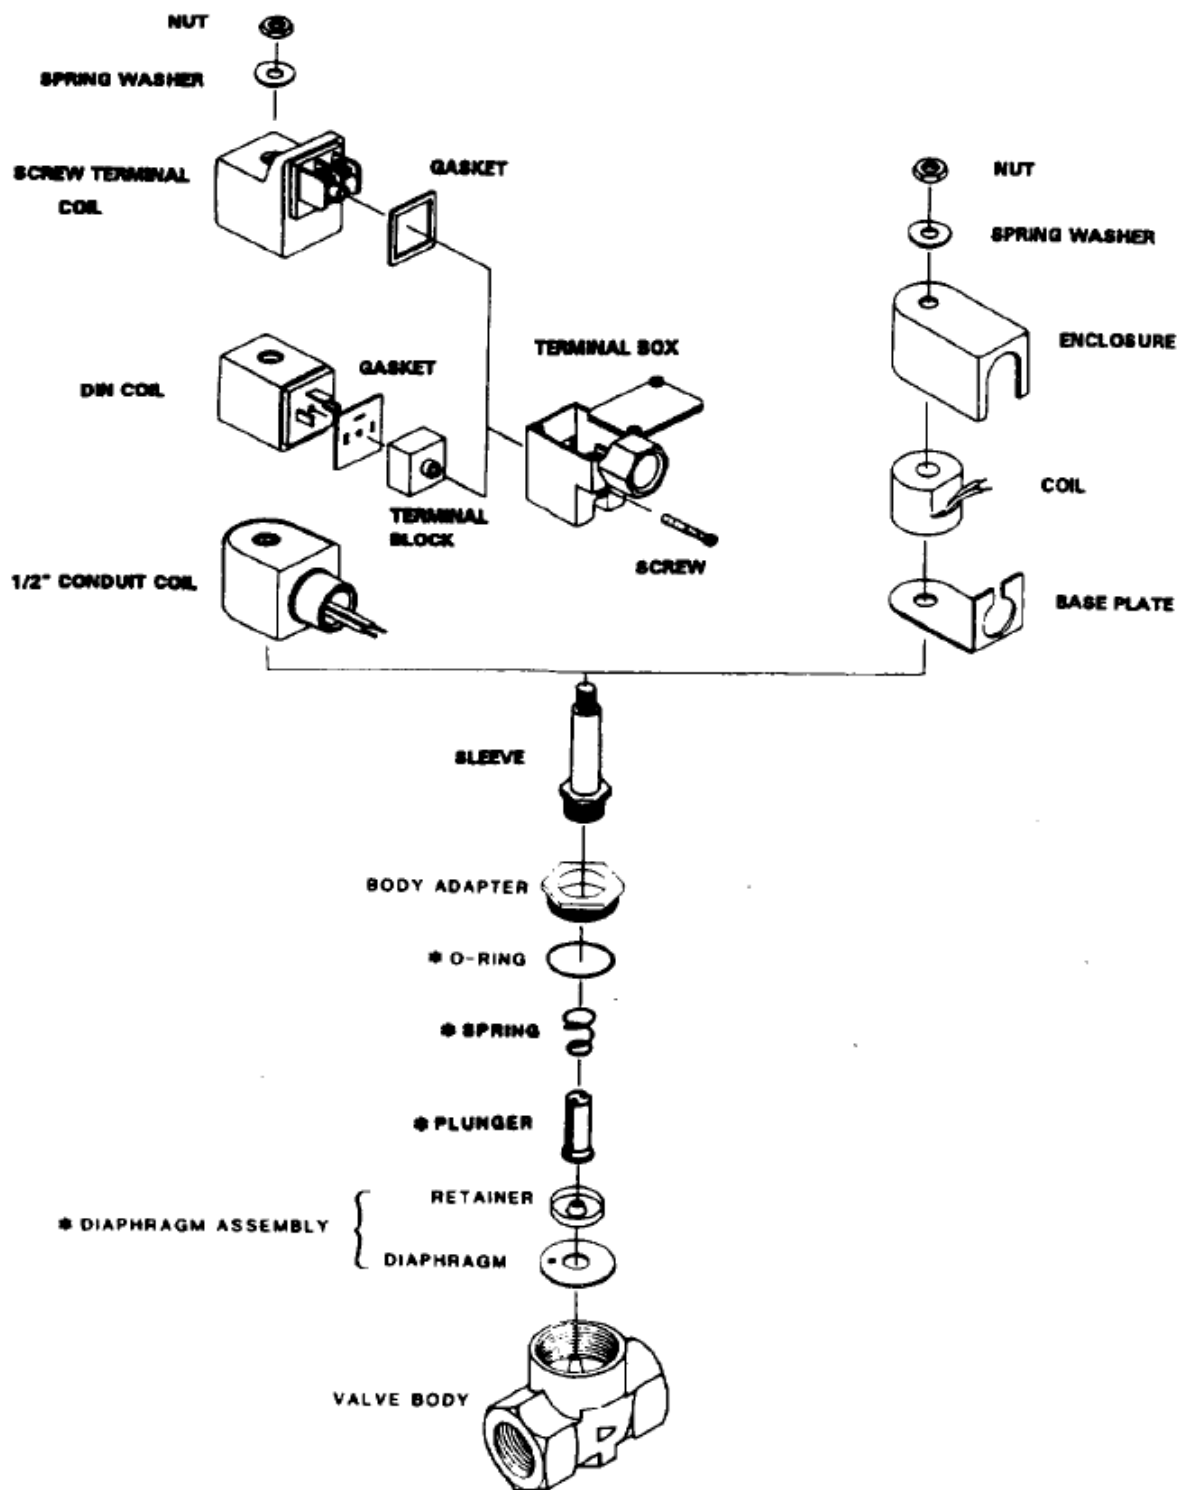 NUT
SPRING WASHER
SCREW TERMINAL
COIL
GASKET
NUT
SPRING WASHER
TERMINAL BOX
ENCLOSURE
GASKET
DIN COIL
COIL
TERMINAL
BLOCK
SCREW
1/2" CONDUIT COIL
BASE PLATE
SLEEVE
BODY ADAPTER
* O-RING
* SPRING
* PLUNGER
RETAINER
* DIAPHRAGM ASSEMBLY
DIAPHRAGM
VALVE BODY